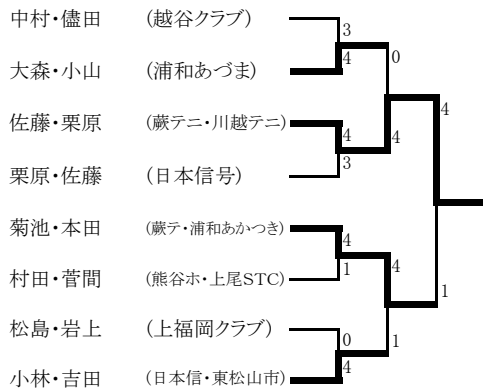 中村・儘田 (越谷クラブ)
3
4
大森・小山 (浦和あづま)
0
4
佐藤・栗原 (蕨テニ・川越テニ)
4
3
栗原・佐藤 (日本信号)
4
1
菊池・本田 (蕨テ・浦和あかつき)
4
1
村田・菅間 (熊谷ホ・上尾STC)
4
1
松島・岩上 (上福岡クラブ)
0
4
小林・吉田 (日本信・東松山市)